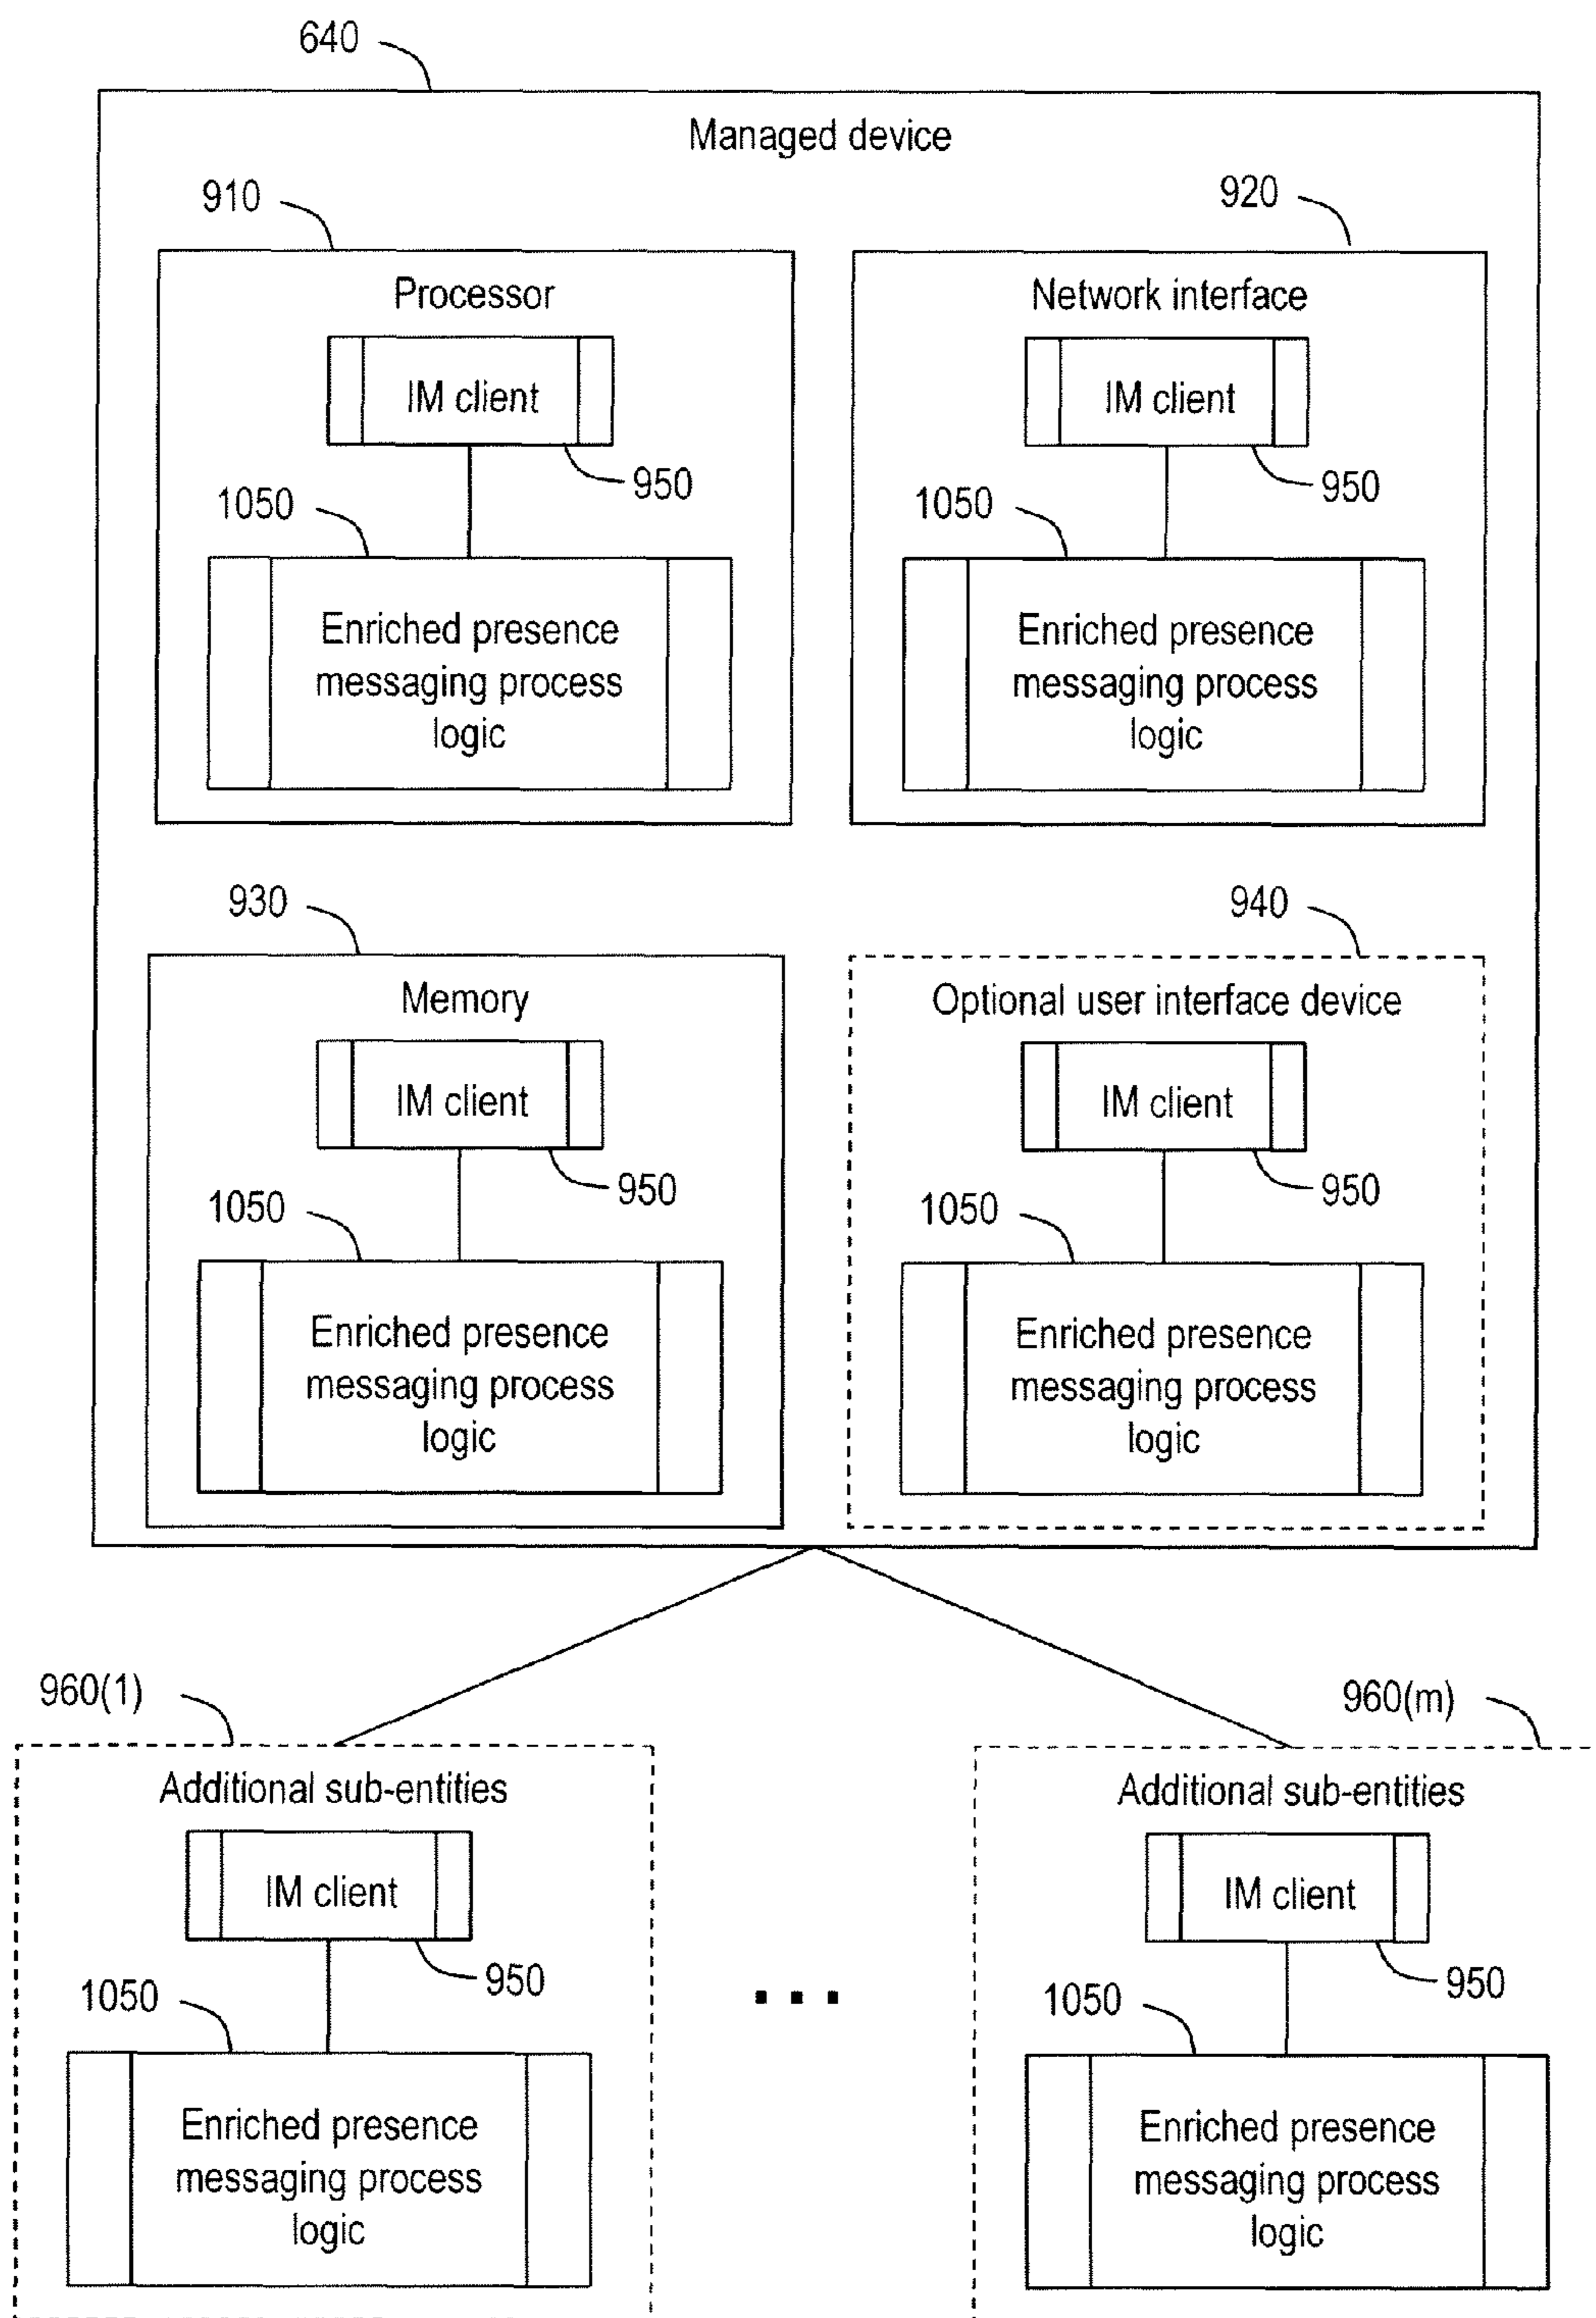 640
Managed device
910
920
Processor
Network interface
IM client
IM client
950
950
1050
1050
Enriched presence
messaging process
logic
Enriched presence
messaging process
logic
930
940
Memory
Optional user interface device
IM client
IM client
950
950
1050
1050
Enriched presence
messaging process
logic
Enriched presence
messaging process
logic
960(1)
960(m)
Additional sub-entities
Additional sub-entities
IM client
IM client
950
950
1050
1050
...
Enriched presence
messaging process
logic
Enriched presence
messaging process
logic